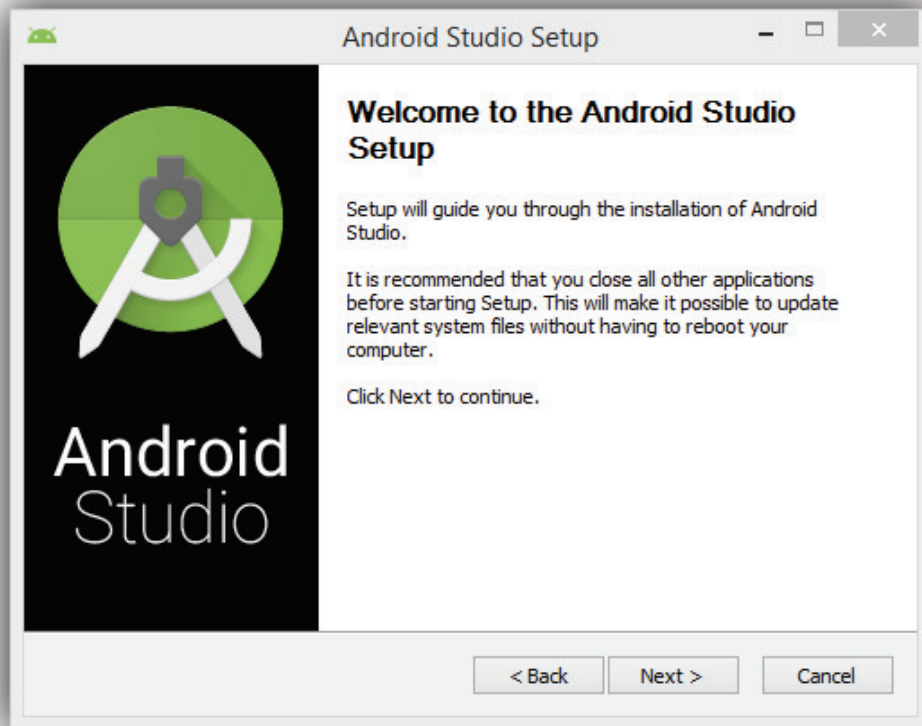 Android Studio Setup
Welcome to the Android Studio
Setup
Setup will guide you through the installation of Android
Studio.
It is recommended that you close all other applications
before starting Setup. This will make it possible to update
relevant system files without having to reboot your
computer.
Click Next to continue.
Android
Studio
< Back
Next >
Cancel